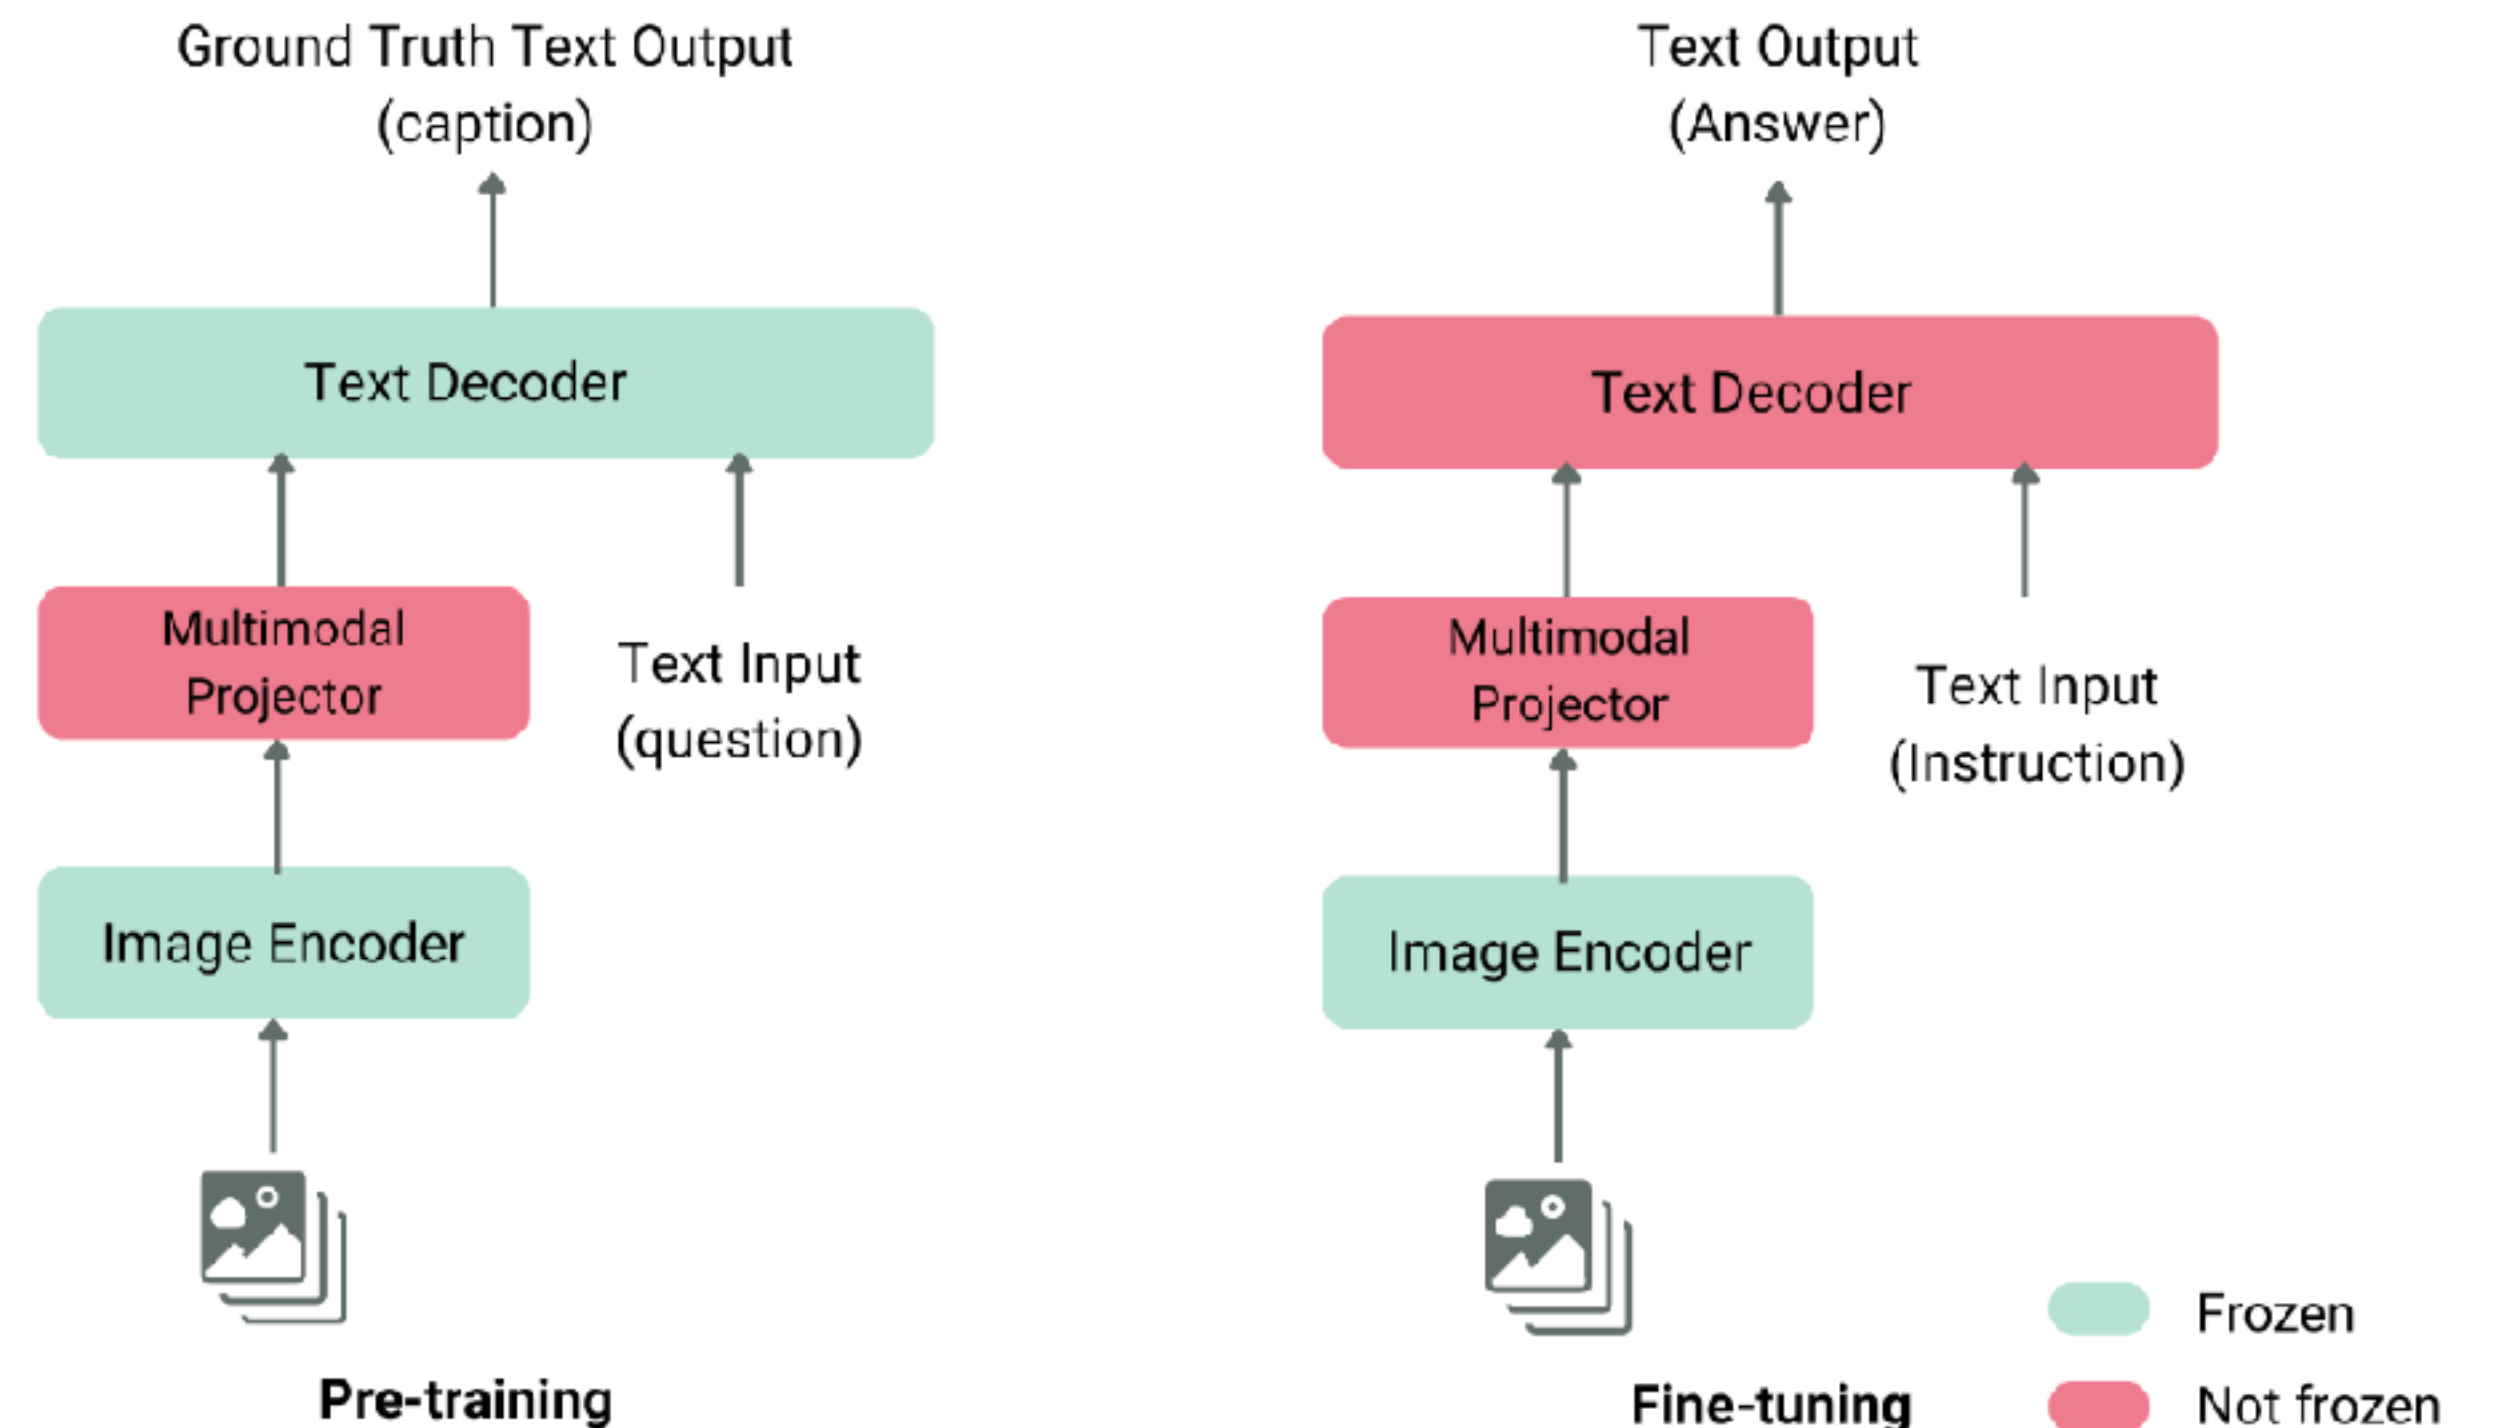 Ground Truth Text Output
(caption)
Text Decoder
Multimodal
Projector
Text Input
(question)
Image Encoder
Pre-training
Text Output
(Answer)
Text Decoder
Multimodal
Projector
Text Input
(Instruction)
Image Encoder
Fine-tuning
Frozen
Not frozen